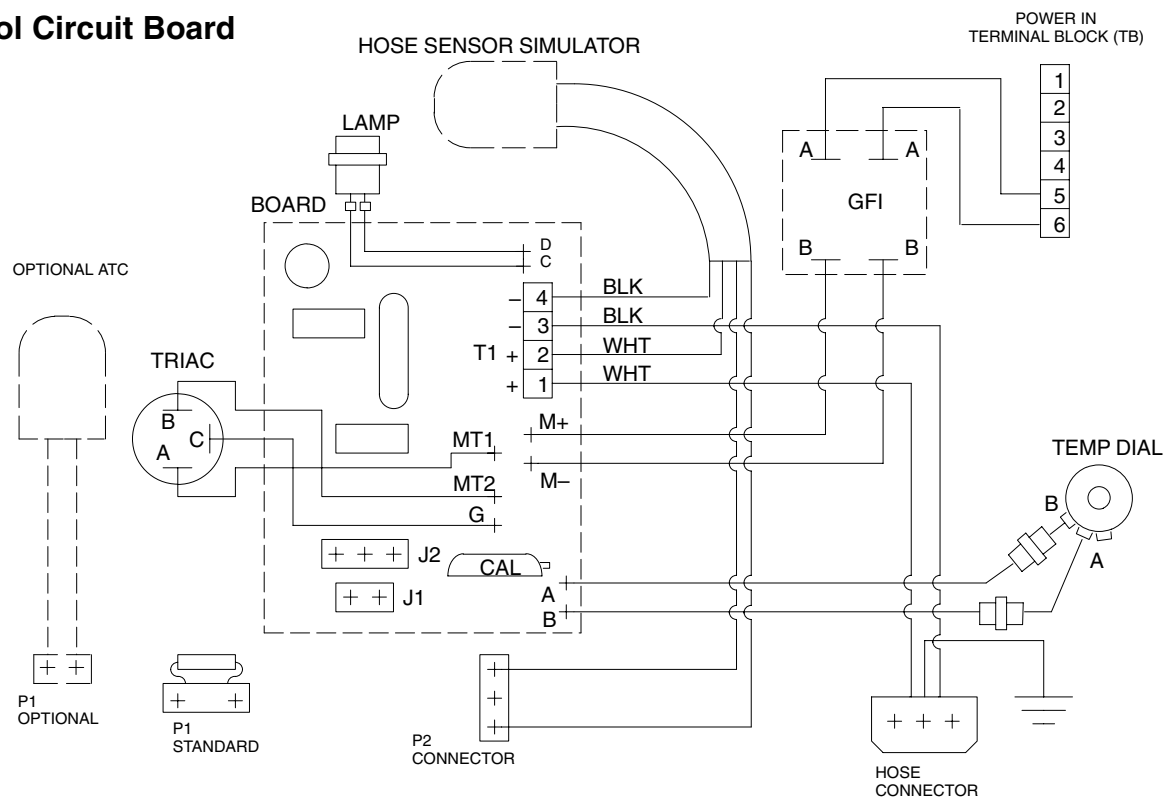 ol Circuit Board
POWER IN
TERMINAL BLOCK (TB)
HOSE SENSOR SIMULATOR
1
2
3
4
5
6
LAMP
A A
GFI
B B
BOARD
D
C
OPTIONAL ATC
– 4 BLK
– 3 BLK
T1 + 2 WHT
+ 1 WHT
TRIAC
B
C
A
M+
MT1
M–
MT2
G
TEMP DIAL
B
A
J2
CAL
J1
A
B
P1
OPTIONAL
P1
STANDARD
P2
CONNECTOR
HOSE
CONNECTOR